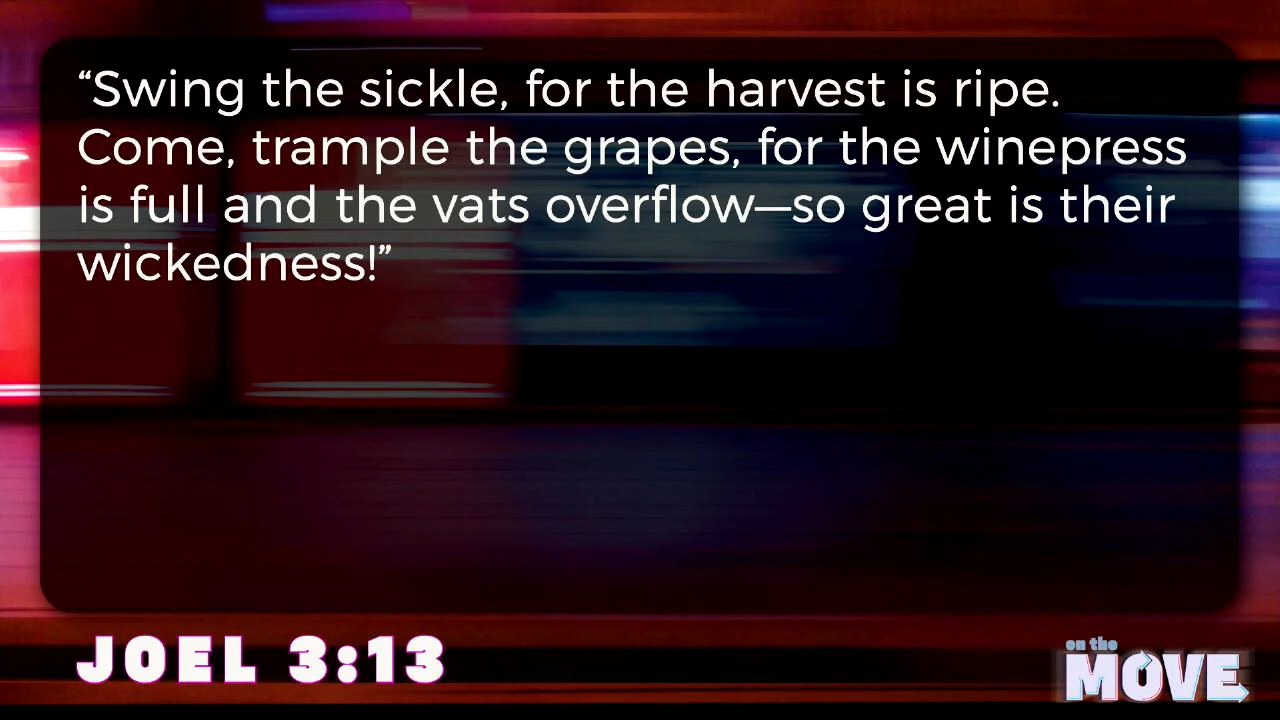 “Swing the sickle, for the harvest is ripe.
Come, trample the grapes, for the winepress
is full and the vats overflow—so great is their
wickedness!”
JOEL 3:13
on the
MOVE